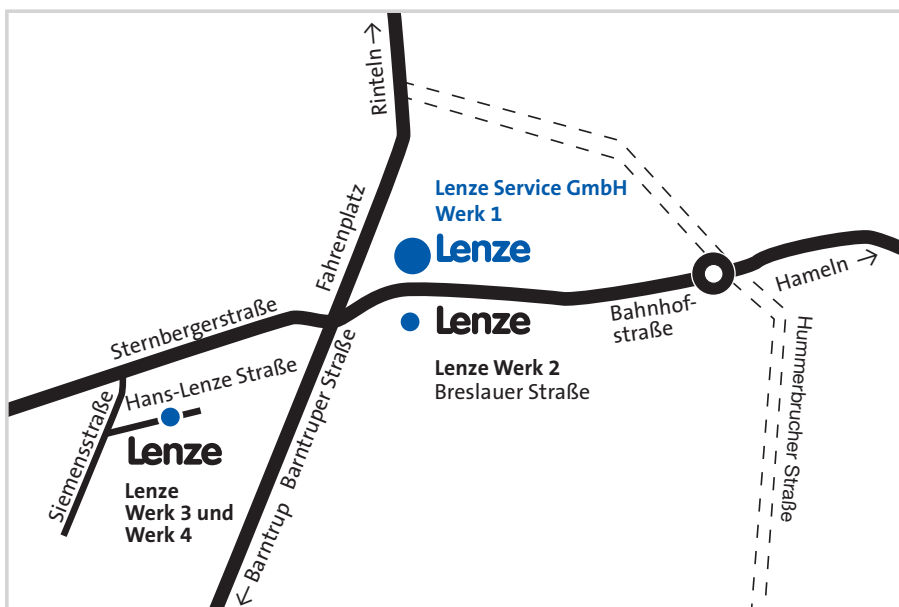 Rinteln →
Fahrenplatz
Lenze Service GmbH
Werk 1
Lenze
Hameln →
Bahnhof-
straße
Sternbergerstraße
Lenze
Lenze Werk 2
Breslauer Straße
Hans-Lenze Straße
Siemensstraße
Lenze
Lenze
Werk 3 und
Werk 4
← Barntrup
Barntruper Straße
Hummerbrucher Straße